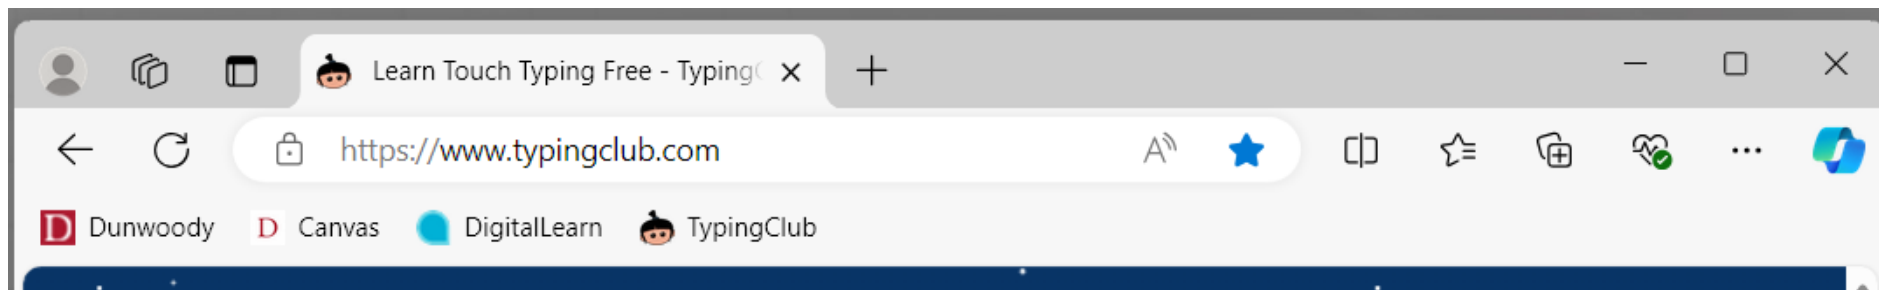 Learn Touch Typing Free - Typing
https://www.typingclub.com
D Dunwoody D Canvas DigitalLearn TypingClub